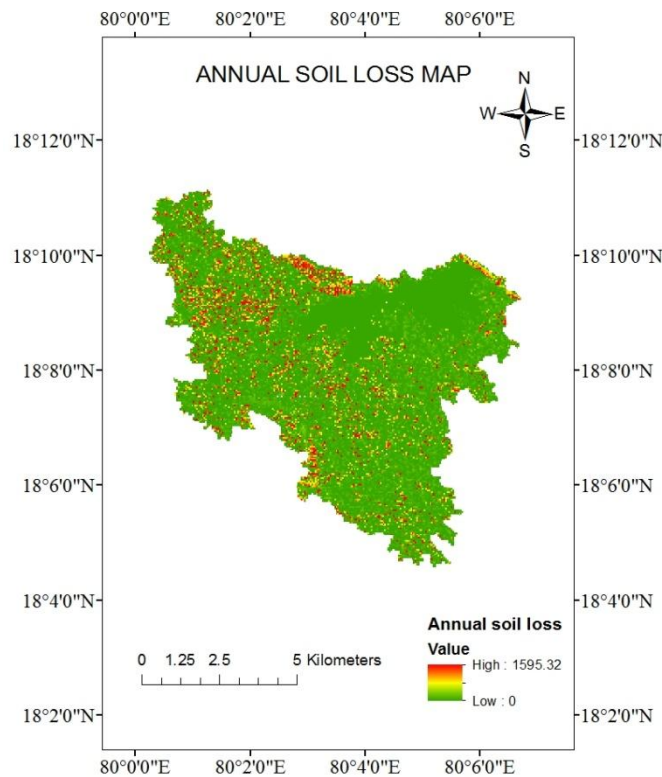 80°0'0"E 80°2'0"E 80°4'0"E 80°6'0"E
ANNUAL SOIL LOSS MAP
N
W E
S
18°12'0"N 18°12'0"N
18°10'0"N 18°10'0"N
18°8'0"N 18°8'0"N
18°6'0"N 18°6'0"N
18°4'0"N 18°4'0"N
Annual soil loss
Value
0 1.25 2.5 5 Kilometers
High : 1595.32
Low : 0
18°2'0"N 18°2'0"N
80°0'0"E 80°2'0"E 80°4'0"E 80°6'0"E